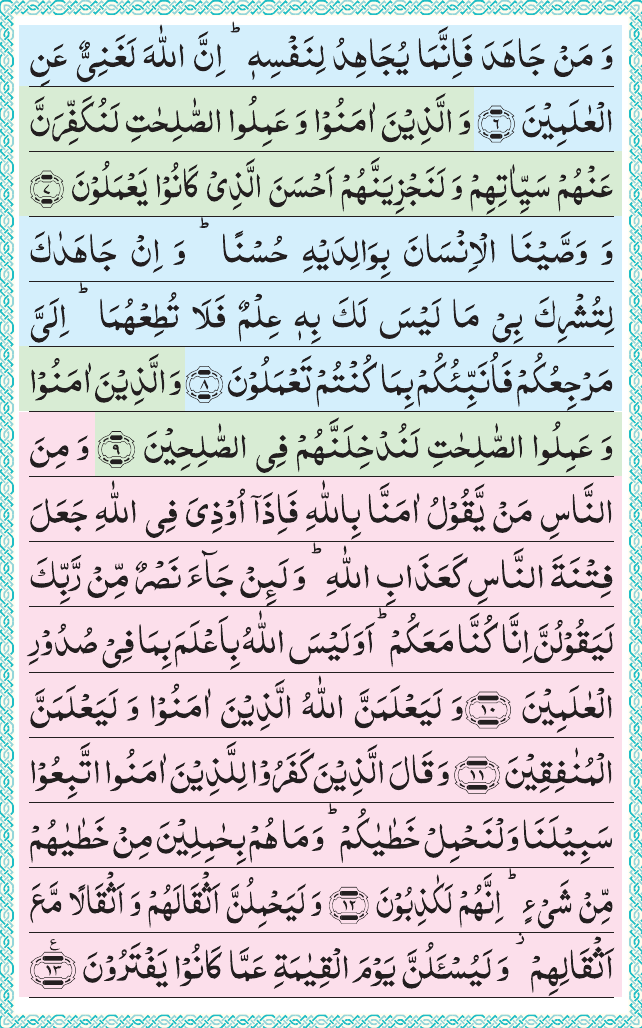 وَ مَنۡ جَاهَدَ فَاِنَّمَا يُجَاهِدُ لِنَفۡسِهٖ ؕ اِنَّ اللّٰهَ لَغَنِىٌّ عَنِ
الۡعٰلَمِيۡنَ ﴿۶﴾ وَ الَّذِيۡنَ اٰمَنُوۡا وَ عَمِلُوا الصّٰلِحٰتِ لَنُكَفِّرَنَّ
عَنۡهُمۡ سَيِّاٰتِهِمۡ وَ لَنَجۡزِيَنَّهُمۡ اَحۡسَنَ الَّذِىۡ كَانُوۡا يَعۡمَلُوۡنَ ﴿۷﴾
وَ وَصَّيۡنَا الۡاِنۡسَانَ بِوَالِدَيۡهِ حُسۡنًا ؕ وَ اِنۡ جَاهَدٰكَ
لِتُشۡرِكَ بِىۡ مَا لَيۡسَ لَكَ بِهٖ عِلۡمٌ فَلَا تُطِعۡهُمَا ؕ اِلَىَّ
مَرۡجِعُكُمۡ فَاُنَبِّئُكُمۡ بِمَا كُنۡتُمۡ تَعۡمَلُوۡنَ ﴿۸﴾ وَ الَّذِيۡنَ اٰمَنُوۡا
وَ عَمِلُوا الصّٰلِحٰتِ لَنُدۡخِلَنَّهُمۡ فِى الصّٰلِحِيۡنَ ﴿۹﴾ وَ مِنَ
النَّاسِ مَنۡ يَّقُوۡلُ اٰمَنَّا بِاللّٰهِ فَاِذَاۤ اُوۡذِىَ فِى اللّٰهِ جَعَلَ
فِتۡنَةَ النَّاسِ كَعَذَابِ اللّٰهِ ؕ وَ لَئِنۡ جَآءَ نَصۡرٌ مِّنۡ رَّبِّكَ
لَيَقُوۡلُنَّ اِنَّا كُنَّا مَعَكُمۡ ؕ اَوَ لَيۡسَ اللّٰهُ بِاَعۡلَمَ بِمَا فِىۡ صُدُوۡرِ
الۡعٰلَمِيۡنَ ﴿۱۰﴾ وَ لَيَعۡلَمَنَّ اللّٰهُ الَّذِيۡنَ اٰمَنُوۡا وَ لَيَعۡلَمَنَّ
الۡمُنٰفِقِيۡنَ ﴿۱۱﴾ وَ قَالَ الَّذِيۡنَ كَفَرُوۡا لِلَّذِيۡنَ اٰمَنُوا اتَّبِعُوۡا
سَبِيۡلَنَا وَ لۡنَحۡمِلۡ خَطٰيٰكُمۡ ؕ وَ مَا هُمۡ بِحٰمِلِيۡنَ مِنۡ خَطٰيٰهُمۡ
مِّنۡ شَىۡءٍ ؕ اِنَّهُمۡ لَكٰذِبُوۡنَ ﴿۱۲﴾ وَ لَيَحۡمِلُنَّ اَثۡقَالَهُمۡ وَ اَثۡقَالًا مَّعَ
اَثۡقَالِهِمۡ ز وَ لَيُسۡـَٔـلُنَّ يَوۡمَ الۡقِيٰمَةِ عَمَّا كَانُوۡا يَفۡتَرُوۡنَ ﴿۱۳﴾ ع